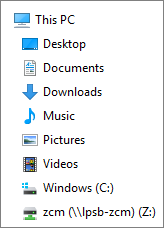 This PC
Desktop
Documents
Downloads
Music
Pictures
Videos
Windows (C:)
zcm (\\lpsb-zcm) (Z:)